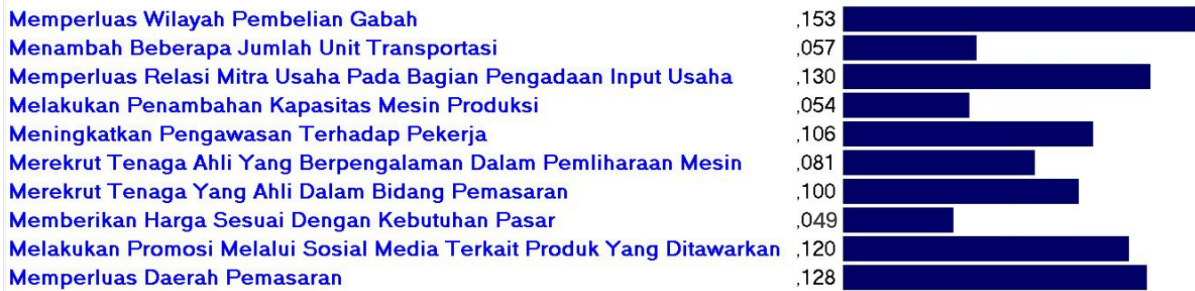 Memperluas Wilayah Pembelian Gabah ,153
Menambah Beberapa Jumlah Unit Transportasi ,057
Memperluas Relasi Mitra Usaha Pada Bagian Pengadaan Input Usaha ,130
Melakukan Penambahan Kapasitas Mesin Produksi ,054
Meningkatkan Pengawasan Terhadap Pekerja ,106
Merekrut Tenaga Ahli Yang Berpengalaman Dalam Pemliharaan Mesin ,081
Merekrut Tenaga Yang Ahli Dalam Bidang Pemasaran ,100
Memberikan Harga Sesuai Dengan Kebutuhan Pasar ,049
Melakukan Promosi Melalui Sosial Media Terkait Produk Yang Ditawarkan ,120
Memperluas Daerah Pemasaran ,128